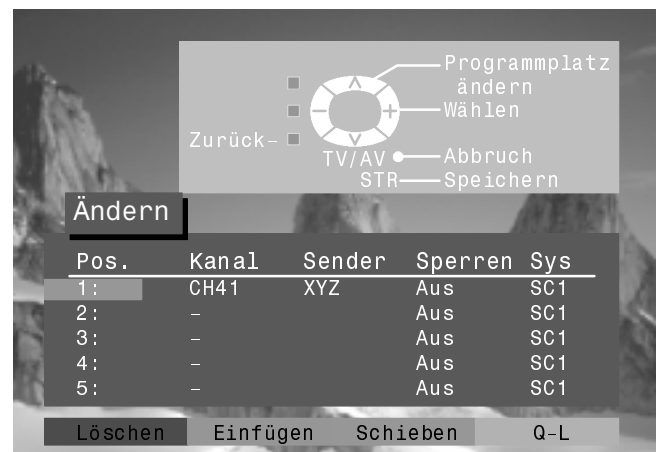 Programmplatz
ändern
Wählen
Zurück-
TV/AV Abbruch
STR Speichern
Ändern
Pos. Kanal Sender Sperren Sys
1: CH41 XYZ Aus SC1
2: - Aus SC1
3: - Aus SC1
4: - Aus SC1
5: - Aus SC1
Löschen Einfügen Schieben Q-L